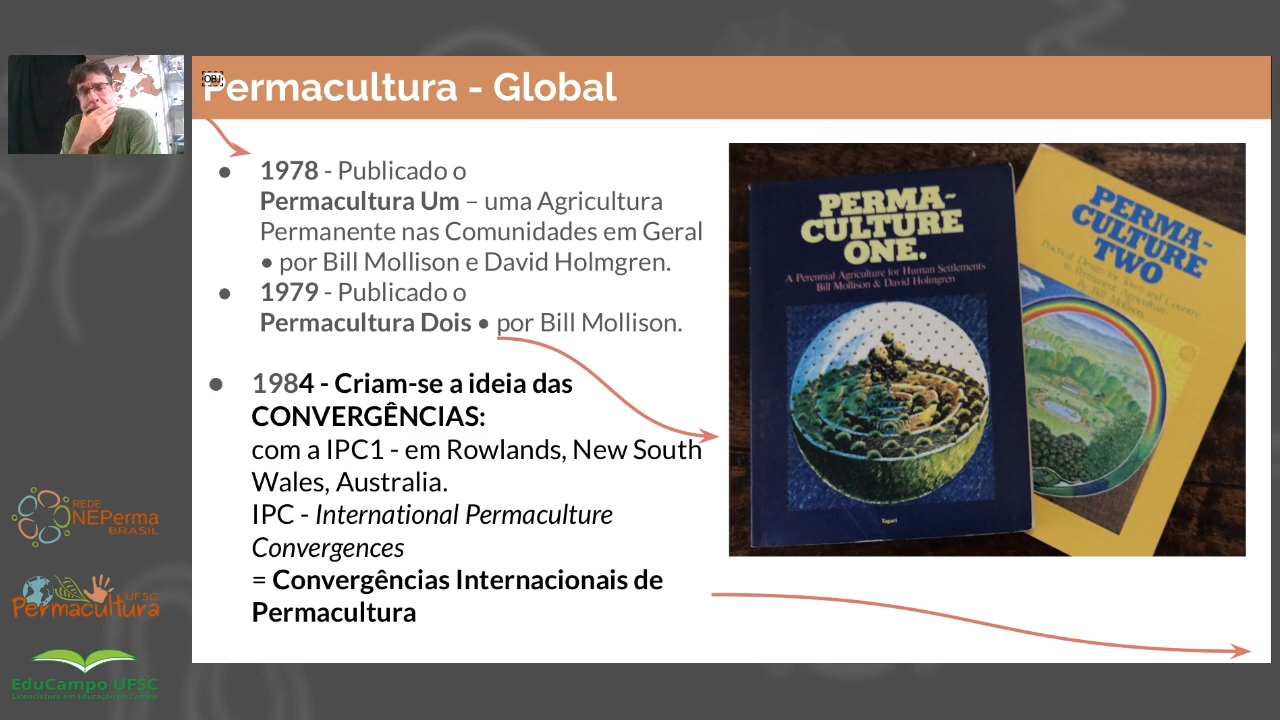 OBJ
Permacultura - Global
● 1978 - Publicado o
Permacultura Um – uma Agricultura
Permanente nas Comunidades em Geral
● por Bill Mollison e David Holmgren.
● 1979 - Publicado o
Permacultura Dois ● por Bill Mollison.
● 1984 - Criam-se a ideia das
CONVERGÊNCIAS:
com a IPC1 - em Rowlands, New South
Wales, Australia.
IPC - International Permaculture
Convergences
= Convergências Internacionais de
Permacultura
PERMA-
CULTURE
ONE.
A Perennial Agriculture for Human Settlements
Bill Mollison & David Holmgren
Tagari
PERMA-
CULTURE
TWO
Practical Design for Town and Country
in Permanent Agriculture.
By Bill Mollison.
REDE
NEPerma
BRASIL
UFSC
Permacultura
EduCampo UFSC
Licenciatura em Educação do Campo